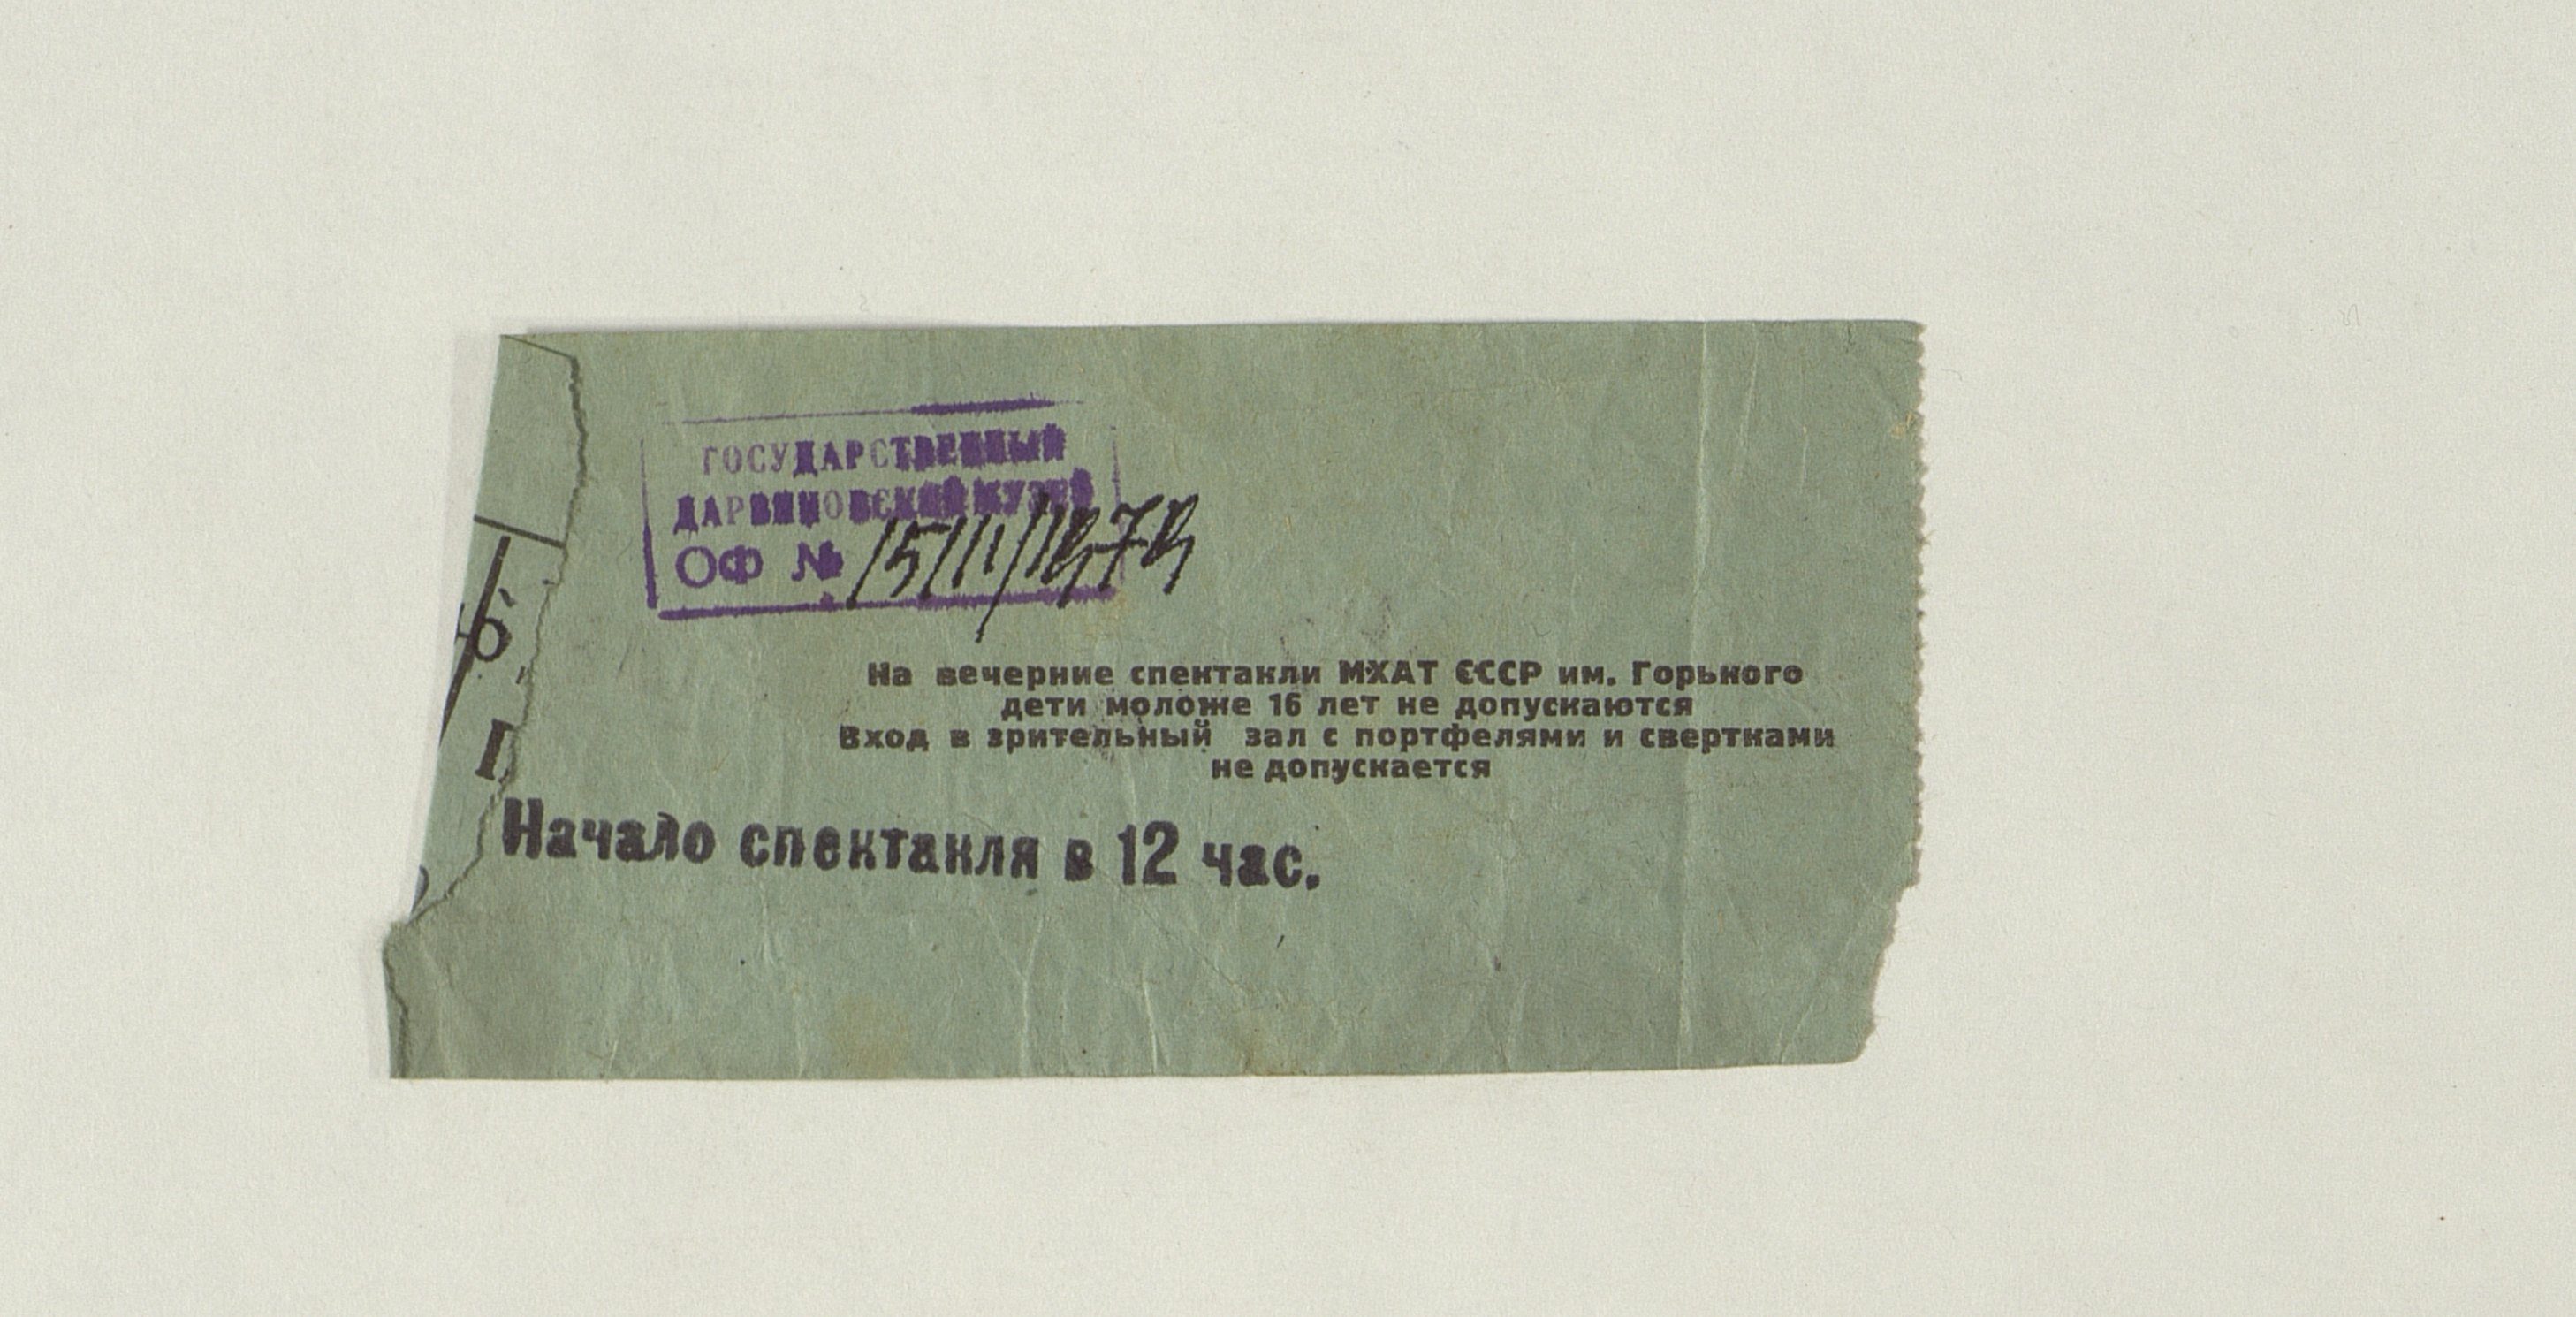 ГОСУДАРСТВЕННЫЙ
ДАРВИНОВСКИЙ МУЗЕЙ
ОФ №
На вечерние спектакли МХАТ СССР им. Горького
дети моложе 16 лет не допускаются
Вход в зрительный зал с портфелями и свертками
не допускается
Начало спектакля в 12 час.